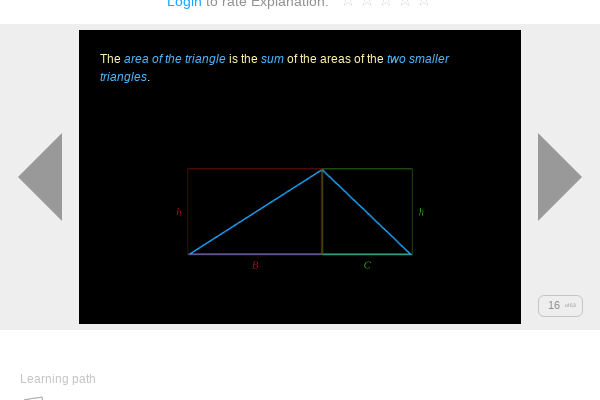 Login to rate Explanation: ☆ ☆ ☆ ☆ ☆
The area of the triangle is the sum of the areas of the two smaller
triangles.
h
h
B
C
16
Learning path